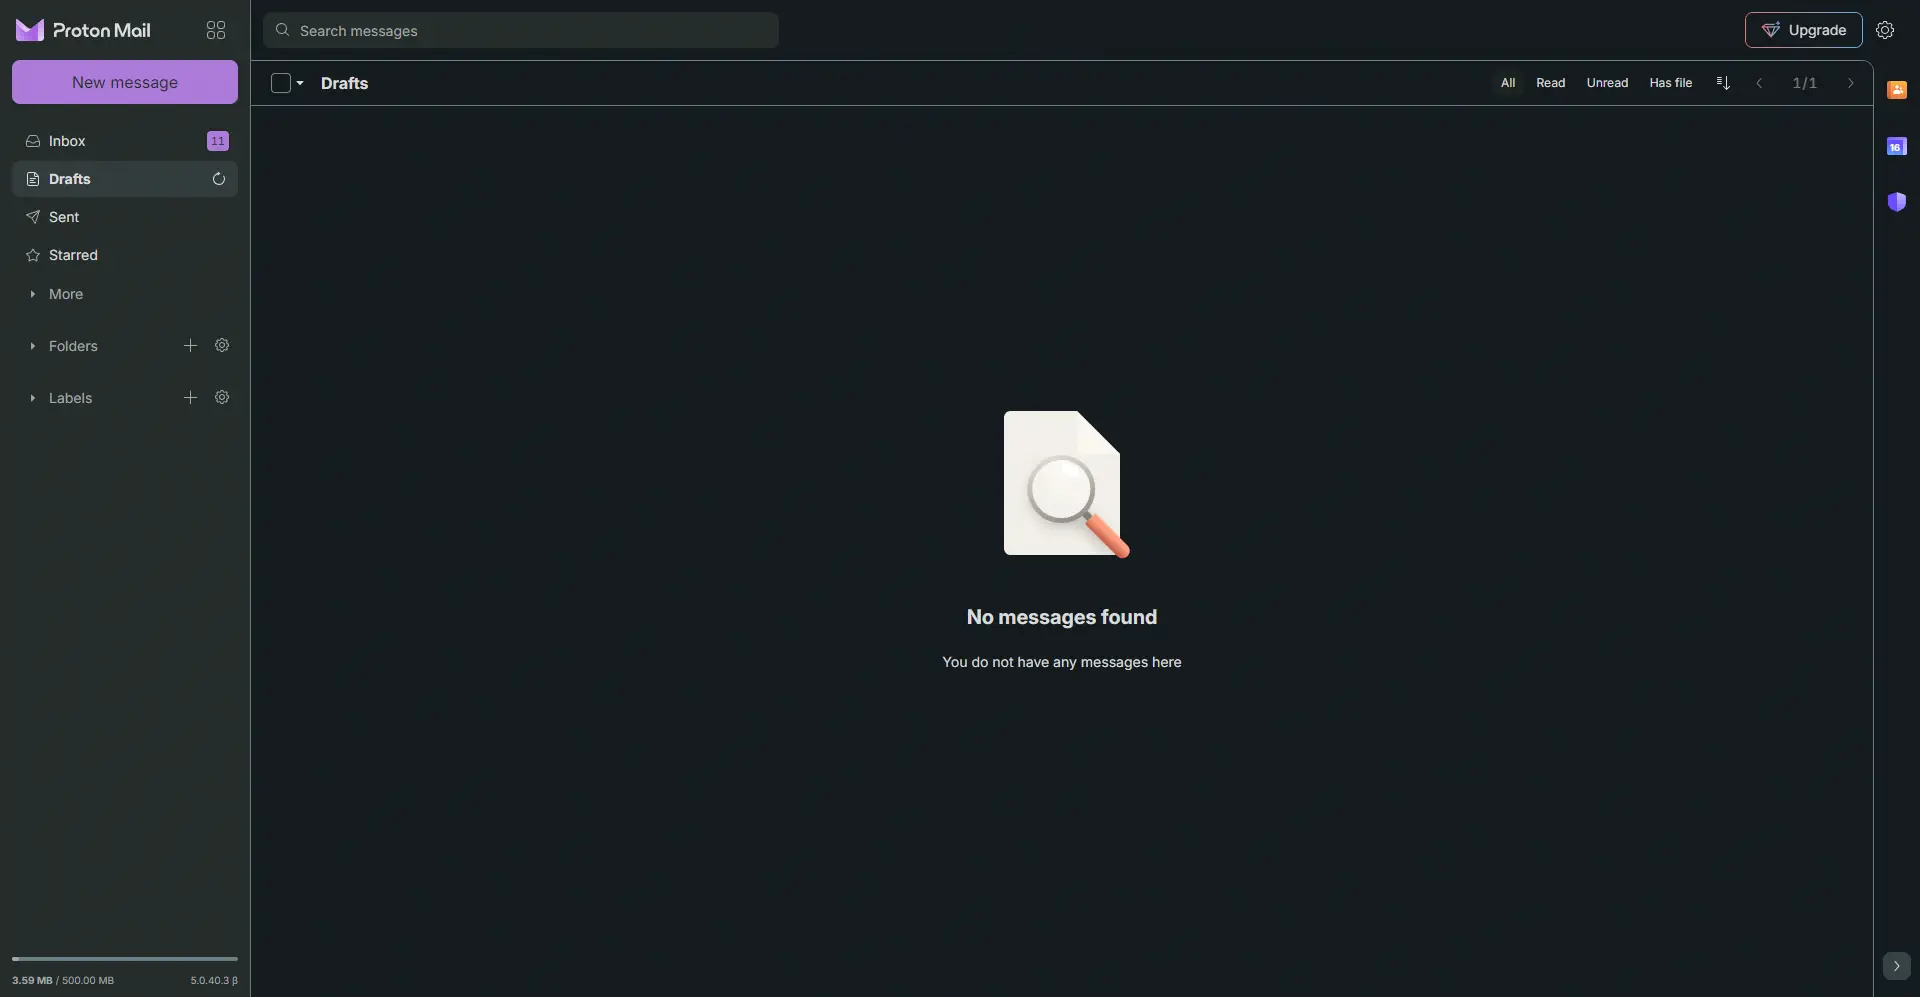 Proton Mail
Search messages
Upgrade
New message
Drafts
All
Read
Unread
Has file
1/1
Inbox
11
Drafts
Sent
Starred
More
Folders
Labels
16
No messages found
You do not have any messages here
3.59 MB / 500.00 MB
5.0.40.3 β